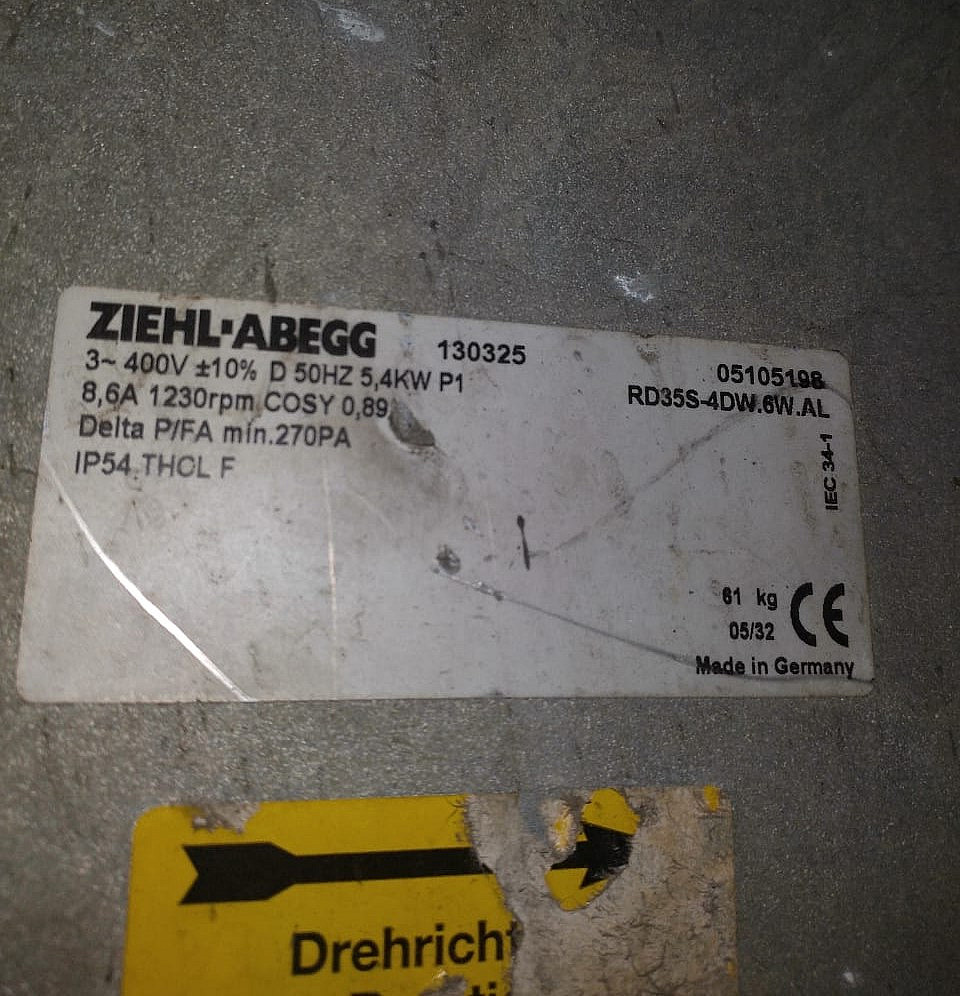 ZIEHL-ABEGG
130325
3~ 400V ±10% D 50HZ 5,4KW P1
8,6A 1230rpm COSY 0,89
Delta P/FA min.270PA
IP54 THCL F
05105198
RD35S-4DW.6W.AL
IEC 34-1
61 kg
05/32
CE
Made in Germany
Drehricht